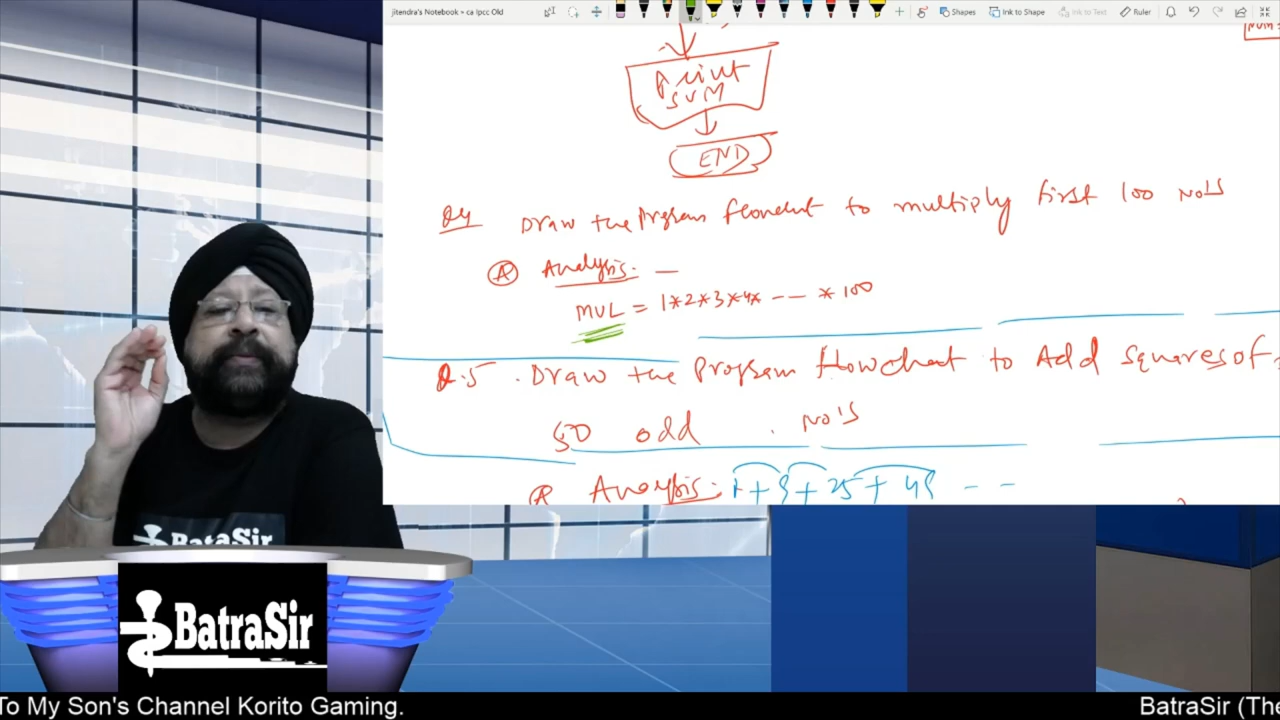 jitendra's Notebook » ca Ipcc Old
Shapes
Ink to Shape
Ink to Text
Ruler
Print
SUM
END
Q4 Draw the Program flowchart to multiply first 100 No's
(A) Analysis. —
MUL = 1*2*3*4* - — * 100
Q.5. Draw the Program flowchart to Add squares of
50 odd No's
Analysis: 1+9+25+49 - -
BataSir
BatraSir
To My Son's Channel Korito Gaming.
BatraSir (The